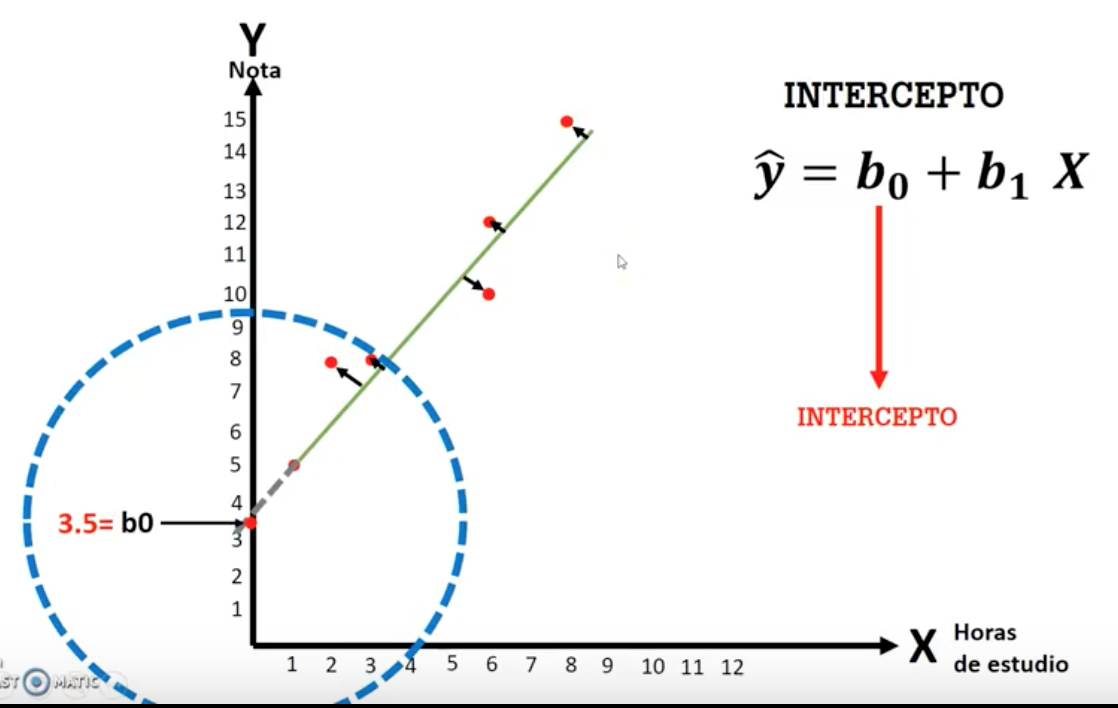 Y
Nota
15
14
13
12
11
10
9
8
7
6
5
4
3
2
1
3.5= b0
1 2 3 4 5 6 7 8 9 10 11 12
X
Horas
de estudio
INTERCEPTO
ŷ = b₀ + b₁ X
INTERCEPTO
MATIC